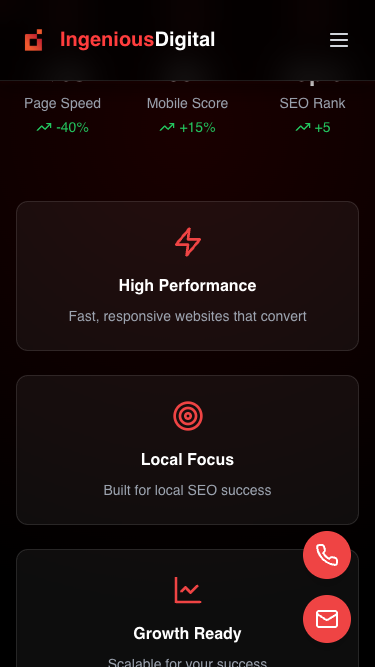 IngeniousDigital
Page Speed
Mobile Score
SEO Rank
-40%
+15%
+5
High Performance
Fast, responsive websites that convert
Local Focus
Built for local SEO success
Growth Ready
Scalable for your success